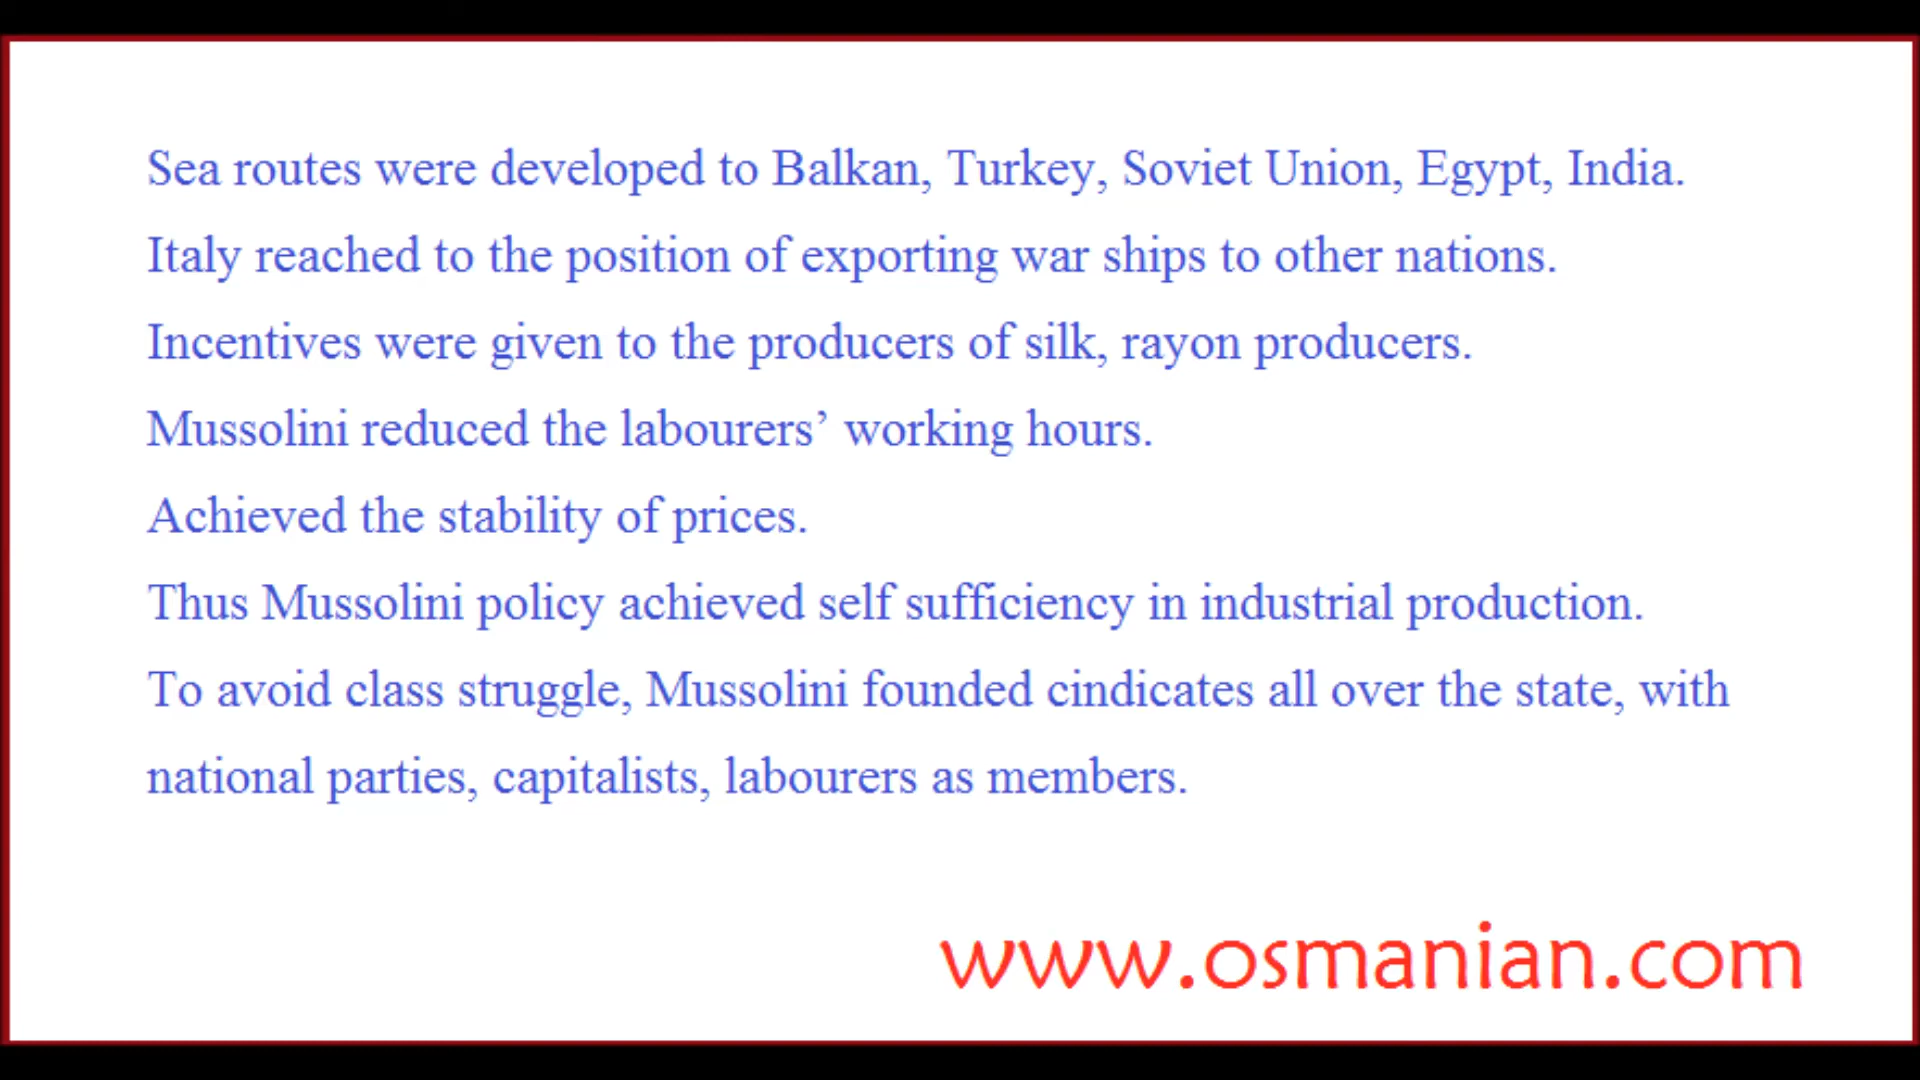 Sea routes were developed to Balkan, Turkey, Soviet Union, Egypt, India.
Italy reached to the position of exporting war ships to other nations.
Incentives were given to the producers of silk, rayon producers.
Mussolini reduced the labourers’ working hours.
Achieved the stability of prices.
Thus Mussolini policy achieved self sufficiency in industrial production.
To avoid class struggle, Mussolini founded cindicates all over the state, with
national parties, capitalists, labourers as members.
www.osmanian.com